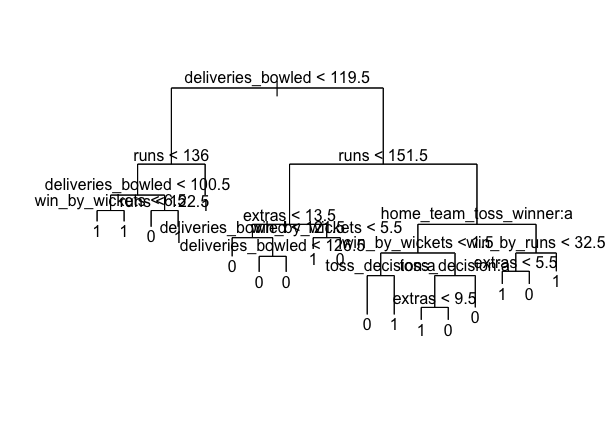 deliveries_bowled < 119.5
runs < 136
runs < 151.5
deliveries_bowled < 100.5
win_by_wickets < 6.5
runs < 122.5
extras < 13.5
home_team_toss_winner:a
win_by_wickets < 5.5
deliveries_bowled < 126.5
win_by_wickets < 1.5
win_by_runs < 32.5
toss_decision:a
toss_decision:a
extras < 5.5
extras < 9.5
1
1
0
1
0
0
0
1
0
0
1
1
0
0
1
0
1